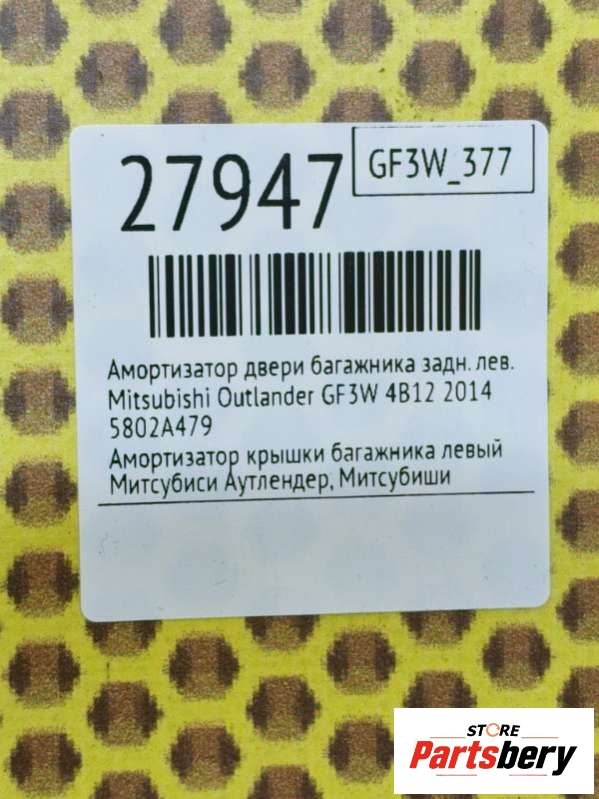 27947
GF3W_377
Амортизатор двери багажника задн. лев.
Mitsubishi Outlander GF3W 4B12 2014
5802A479
Амортизатор крышки багажника левый
Митсубиси Аутлендер, Митсубиши
STORE
Partsbery